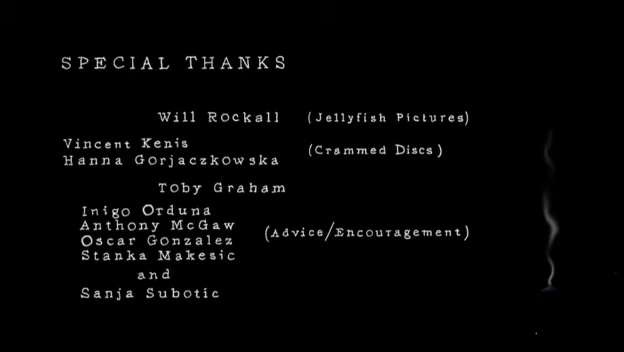 SPECIAL THANKS
Will Rockall (Jellyfish Pictures)
Vincent Kenis
Hanna Gorjaczkowska (Crammed Discs)
Toby Graham
Inigo Orduna
Anthony McGaw
Oscar Gonzalez (Advice/Encouragement)
Stanka Makesic
and
Sanja Subotic